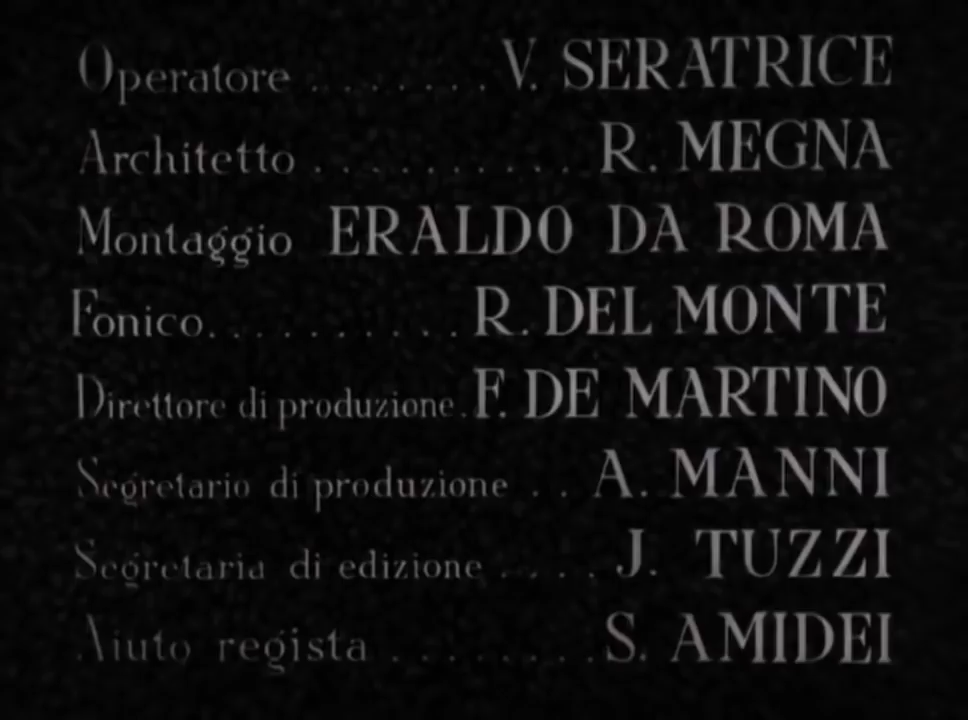 Operatore . . . . . . . V. SERATRICE
Architetto . . . . . . . . . . R. MEGNA
Montaggio ERALDO DA ROMA
Fonico. . . . . . . . . . R. DEL MONTE
Direttore di produzione . F. DE MARTINO
Segretario di produzione . . A. MANNI
Segretaria di edizione . . . . J. TUZZI
Aiuto regista . . . . . . . . S. AMIDEI